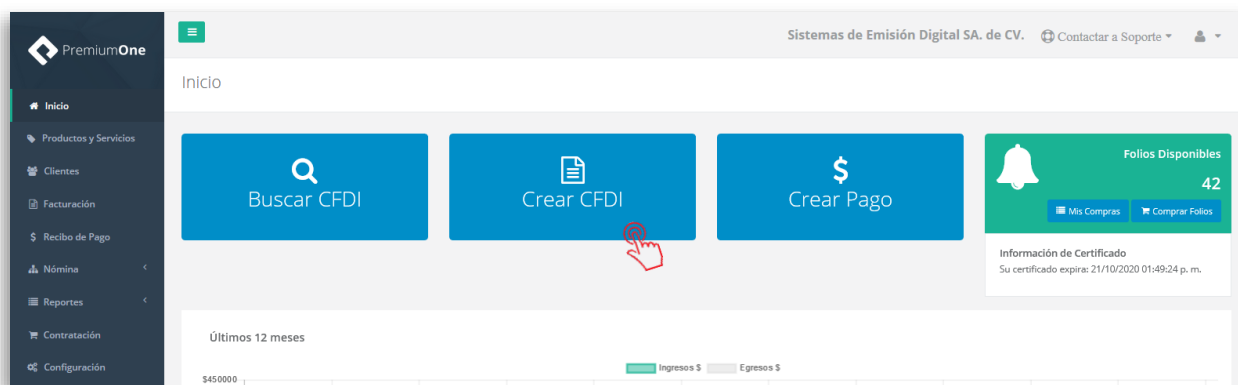 PremiumOne
Sistemas de Emisión Digital SA. de CV.
Contactar a Soporte
Inicio
Inicio
Productos y Servicios
Clientes
Facturación
$ Recibo de Pago
Nómina
Reportes
Contratación
Configuración
Buscar CFDI
Crear CFDI
$
Crear Pago
Folios Disponibles
42
Mis Compras
Comprar Folios
Información de Certificado
Su certificado expira: 21/10/2020 01:49:24 p. m.
Últimos 12 meses
Ingresos $
Egresos $
$450000